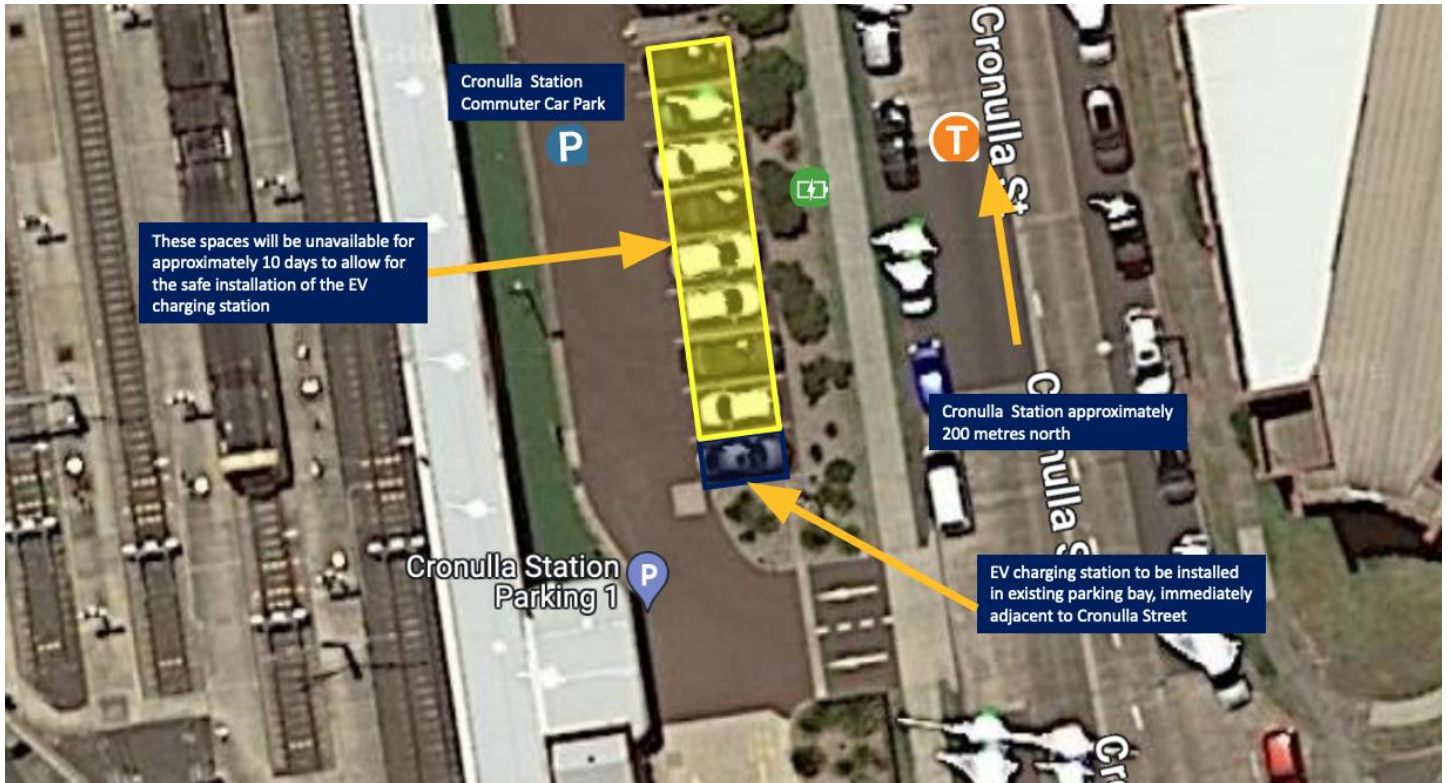 Cronulla Station
Commuter Car Park
P
T
Cronulla St
These spaces will be unavailable for
approximately 10 days to allow for
the safe installation of the EV
charging station
Cronulla Station approximately
200 metres north
Cronulla S
Cronulla Station
Parking 1
P
EV charging station to be installed
in existing parking bay, immediately
adjacent to Cronulla Street
Cr